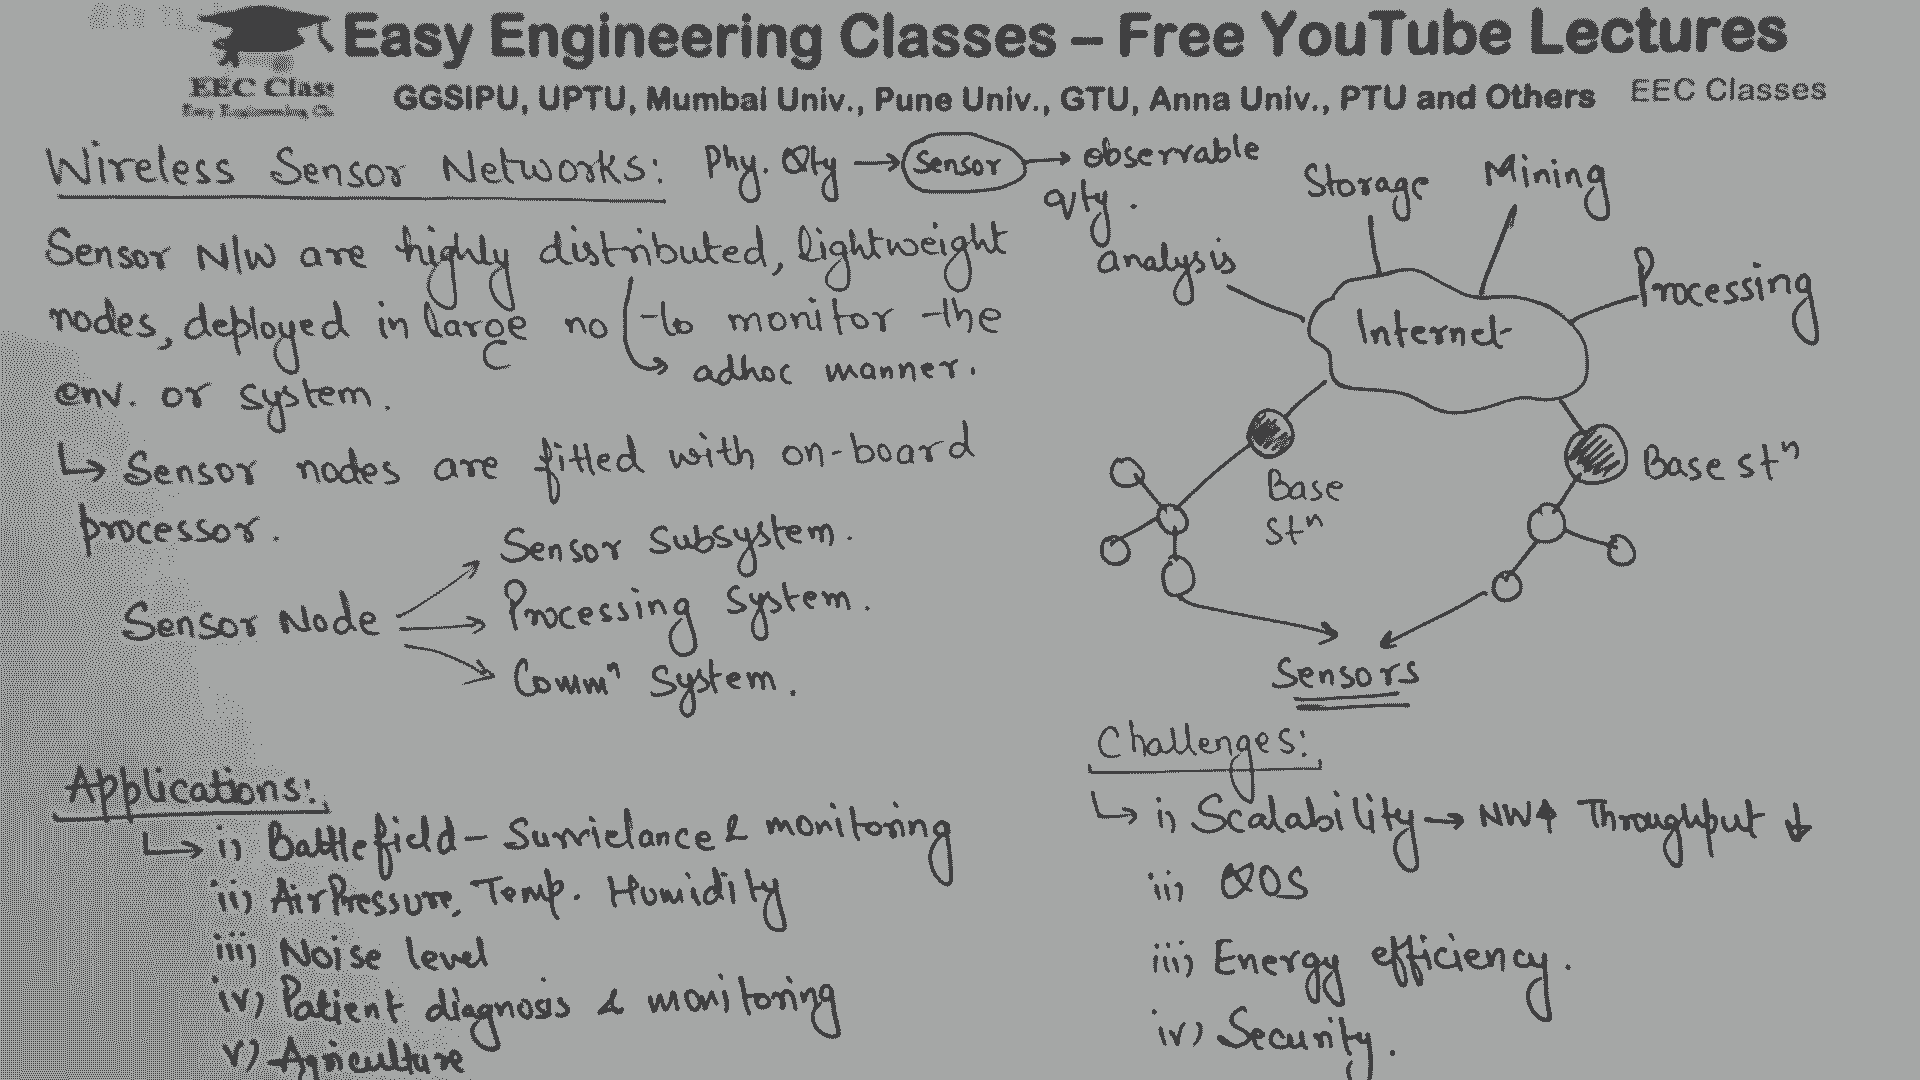 Easy Engineering Classes – Free YouTube Lectures
EEC Clas
Easy Engineering Cl
GGSIPU, UPTU, Mumbai Univ., Pune Univ., GTU, Anna Univ., PTU and Others
EEC Classes
Wireless Sensor Networks: Phy. Qty → Sensor → observable
qty.
Sensor N/W are highly distributed, lightweight
nodes, deployed in large no to monitor the
adhoc manner.
env. or system.
↳ Sensor nodes are fitted with on-board
processor.
Sensor Node
Sensor Subsystem.
Processing System.
Commⁿ System.
Storage
Mining
analysis
Processing
Internet
Base
stⁿ
Base stⁿ
Sensors
Applications:
↳ i) Battlefield - Survielance & monitoring
ii) Air Pressure, Temp. Humidity
iii) Noise level
iv) Patient diagnosis & monitoring
v) Agriculture
Challenges:
↳ i) Scalability → NW↑ Throughput ↓
ii) QOS
iii) Energy efficiency.
iv) Security.